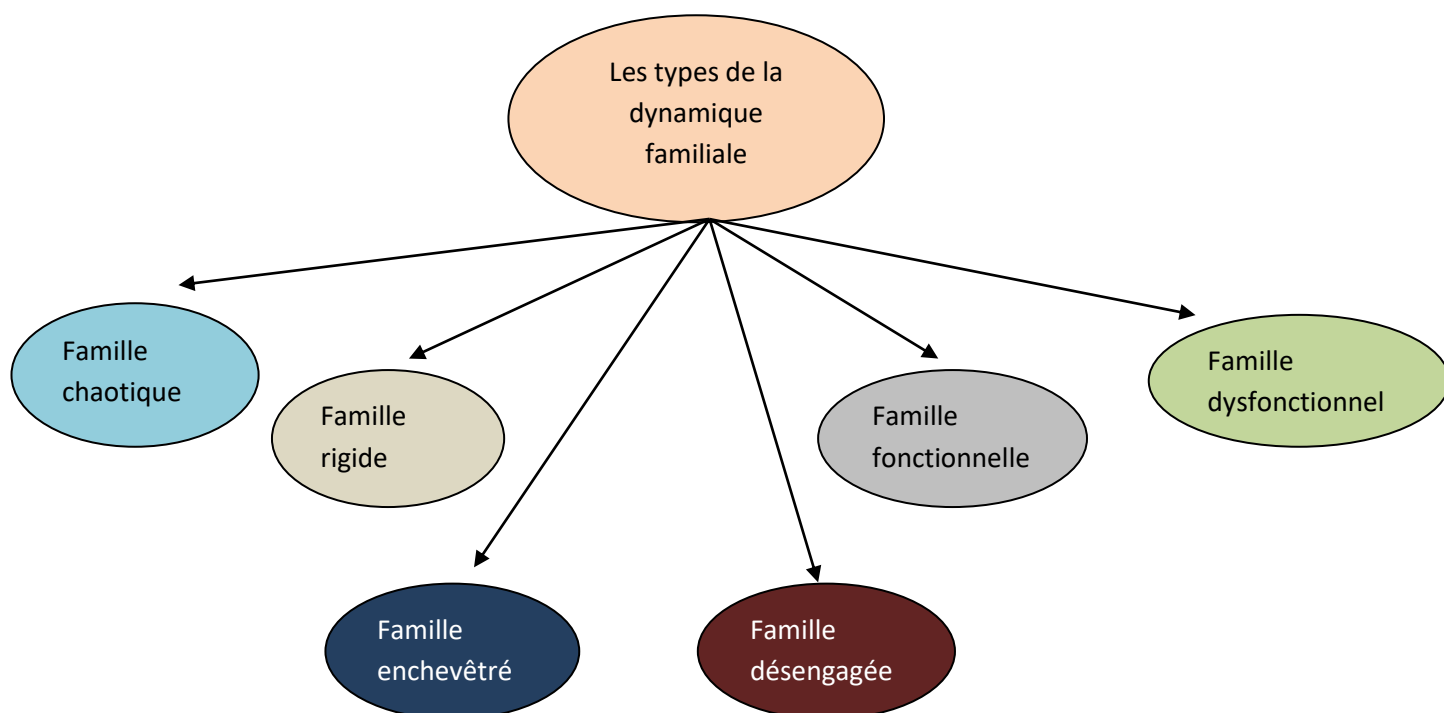 Les types de la
dynamique
familiale
Famille
chaotique
Famille
rigide
Famille
fonctionnelle
Famille
dysfonctionnel
Famille
enchevêtré
Famille
désengagée